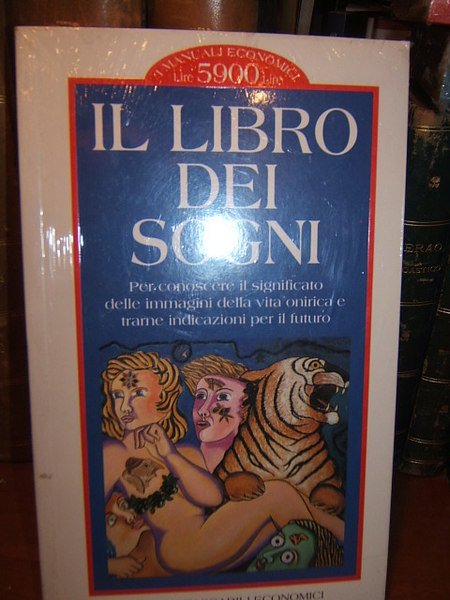 I MANUALI ECONOMICI
Lire 5900 Lire
IL LIBRO
DEI
SOGNI
Per conoscere il significato
delle immagini della vita onirica e
trarne indicazioni per il futuro
ECONOMICI